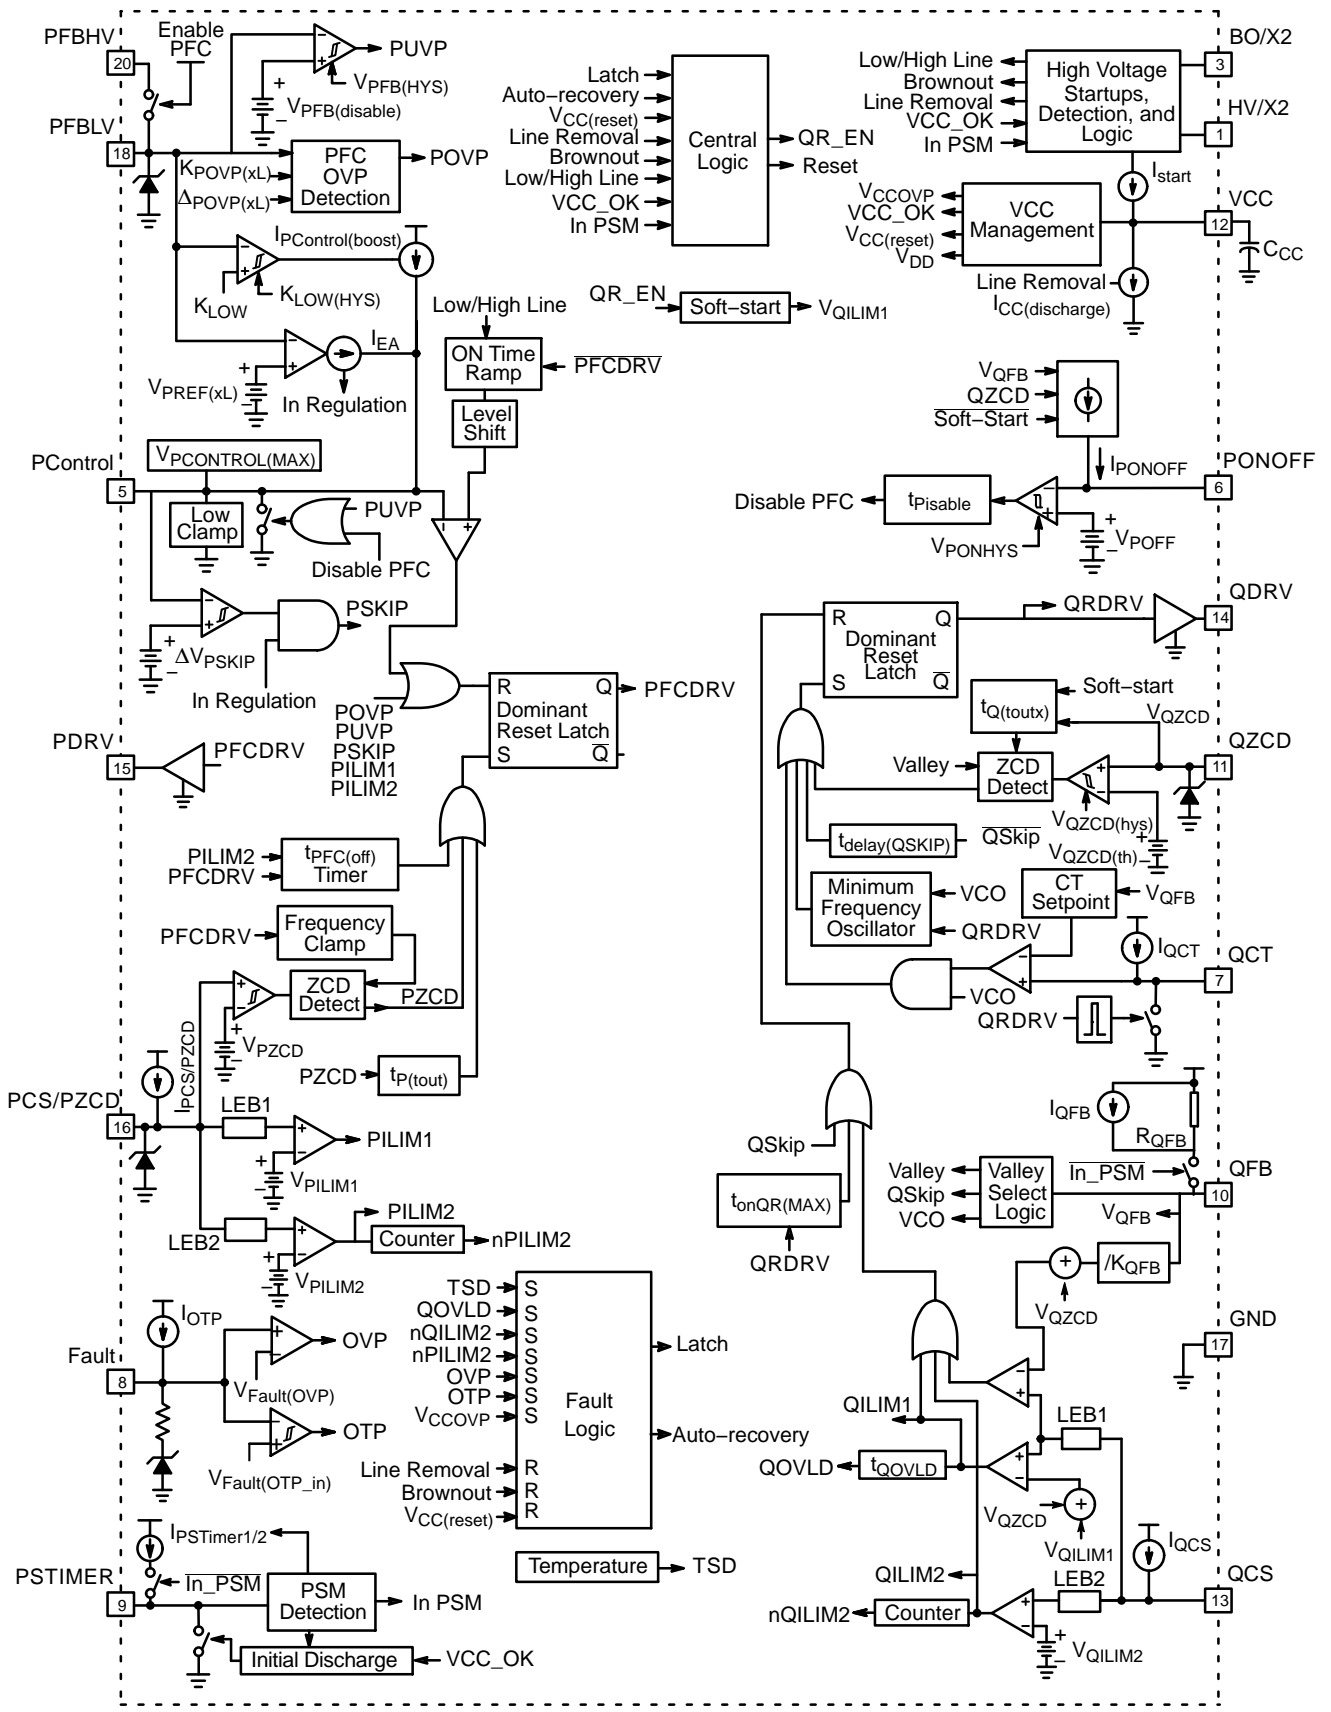 PFBHV
20
Enable
PFC
PUVP
VPFB(HYS)
+
−
VPFB(disable)
PFBLV
18
KPOVP(xL)
ΔPOVP(xL)
PFC
OVP
Detection
POVP
IPControl(boost)
KLOW
KLOW(HYS)
IEA
VPREF(xL)
In Regulation
Low/High Line
ON Time
Ramp
PFCDRV
Level
Shift
Latch
Auto-recovery
VCC(reset)
Line Removal
Brownout
Low/High Line
VCC_OK
In PSM
Central
Logic
QR_EN
Reset
QR_EN
Soft−start
VQILIM1
Low/High Line
Brownout
Line Removal
VCC_OK
In PSM
High Voltage
Startups,
Detection, and
Logic
BO/X2
3
HV/X2
1
Istart
VCCOVP
VCC_OK
VCC(reset)
VDD
VCC
Management
VCC
12
CCC
Line Removal
ICC(discharge)
VQFB
QZCD
Soft-Start
IPONOFF
PONOFF
6
Disable PFC
tPisable
VPONHYS
VPOFF
PControl
5
VPCONTROL(MAX)
Low
Clamp
PUVP
Disable PFC
PSKIP
ΔVPSKIP
In Regulation
POVP
PUVP
PSKIP
PILIM1
PILIM2
R
Q
Dominant
Reset Latch
S
Q
PFCDRV
PDRV
15
PFCDRV
PILIM2
PFCDRV
tPFC(off)
Timer
PFCDRV
Frequency
Clamp
ZCD
Detect
PZCD
VPZCD
PZCD
tP(tout)
IPCS/PZCD
PCS/PZCD
16
LEB1
PILIM1
VPILIM1
LEB2
PILIM2
Counter
nPILIM2
VPILIM2
R
Q
Dominant
Reset
Latch
S
Q
QRDRV
QDRV
14
tQ(toutx)
Soft−start
VQZCD
QZCD
11
Valley
ZCD
Detect
VQZCD(hys)
VQZCD(th)
tdelay(QSKIP)
QSkip
Minimum
Frequency
Oscillator
VCO
QRDRV
CT
Setpoint
VQFB
IQCT
QCT
7
VCO
QRDRV
IQFB
RQFB
In_PSM
QFB
10
Valley
QSkip
VCO
Valley
Select
Logic
VQFB
/KQFB
VQZCD
QSkip
tonQR(MAX)
QRDRV
GND
17
IOTP
Fault
8
OVP
VFault(OVP)
OTP
VFault(OTP_in)
TSD
QOVLD
nQILIM2
nPILIM2
OVP
OTP
VCCOVP
Line Removal
Brownout
VCC(reset)
S
S
S
S
S
S
S
R
R
R
Fault
Logic
Latch
Auto−recovery
Temperature
TSD
QILIM1
LEB1
QOVLD
tQOVLD
VQZCD
VQILIM1
IQCS
QILIM2
LEB2
QCS
13
nQILIM2
Counter
VQILIM2
IPSTimer1/2
PSTIMER
9
In_PSM
PSM
Detection
In PSM
Initial Discharge
VCC_OK